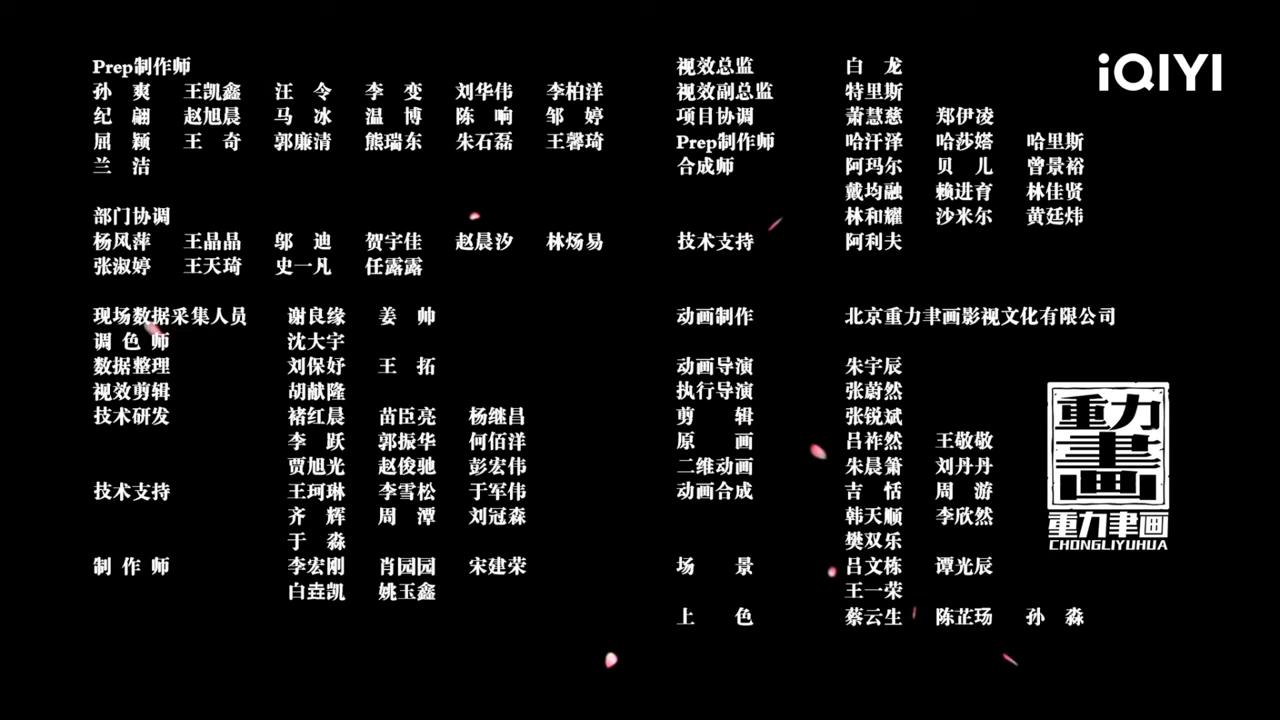 Prep制作师
孙 爽 王凯鑫 汪 令 李 变 刘华伟 李柏洋
纪 翮 赵旭晨 马 冰 温 博 陈 响 邹 婷
屈 颖 王 奇 郭廉清 熊瑞东 朱石磊 王馨琦
兰 洁
部门协调
杨风萍 王晶晶 邬 迪 贺宇佳 赵晨汐 林炀易
张淑婷 王天琦 史一凡 任露露
现场数据采集人员 谢良缘 姜 帅
调 色 师 沈大宇
数据整理 刘保妤 王 拓
视效剪辑 胡献隆
技术研发 褚红晨 苗臣亮 杨继昌
李 跃 郭振华 何佰洋
贾旭光 赵俊驰 彭宏伟
技术支持 王珂琳 李雪松 于军伟
齐 辉 周 潭 刘冠森
于 淼
制 作 师 李宏刚 肖园园 宋建荣
白垚凯 姚玉鑫
iQIYI
视效总监 白 龙
视效副总监 特里斯
项目协调 萧慧慈 郑伊凌
Prep制作师 哈汗泽 哈莎嫸 哈里斯
合成师 阿玛尔 贝 儿 曾景裕
戴均融 赖进育 林佳贤
林和耀 沙米尔 黄廷炜
技术支持 阿利夫
动画制作 北京重力聿画影视文化有限公司
动画导演 朱宇辰
执行导演 张蔚然
剪 辑 张锐斌
原 画 吕祚然 王敬敬
二维动画 朱晨箫 刘丹丹
动画合成 吉 恬 周 游
韩天顺 李欣然
樊双乐
场 景 吕文栋 谭光辰
王一荣
上 色 蔡云生 陈芷玚 孙 淼
重力
聿
画
重力聿画
CHONGLIYUHUA